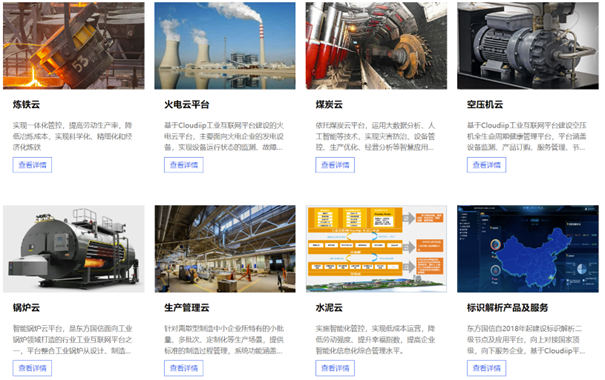 炼铁云
火电云平台
煤炭云
空压机云
实现一体化管控，提高劳动生产率，降
低冶炼成本，实现科学化、精细化和经
济化炼铁
基于Cloudiip工业互联网平台建设的火
电云平台，主要面向火电企业的发电设
备，实现设备运行状态的监测、故障...
依托煤炭云平台，运用大数据分析、人
工智能等技术，实现灾害防治、设备管
控、生产优化、经营分析等智慧应用...
基于Cloudiip工业互联网平台建设空压
机全生命周期健康管理平台，平台涵盖
设备监测、产品订购、服务管理、节...
查看详情
查看详情
查看详情
查看详情
锅炉云
生产管理云
水泥云
标识解析产品及服务
智能锅炉云平台，是东方国信面向工业
锅炉领域打造的行业工业互联网平台之
一，平台整合工业锅炉从设计，制造...
针对离散型制造中小企业所特有的小批
量、多批次、定制化等生产场景，提供
标准的制造过程管理，系统功能涵盖...
实施智能化管控，实现低成本运营，降
低劳动强度、提升幸福指数，提高企业
智能化信息化综合管理水平。
东方国信自2018年起建设标识解析二
级节点及应用平台，向上对接国家顶
级，向下服务企业，基于Cloudiip平...
查看详情
查看详情
查看详情
查看详情